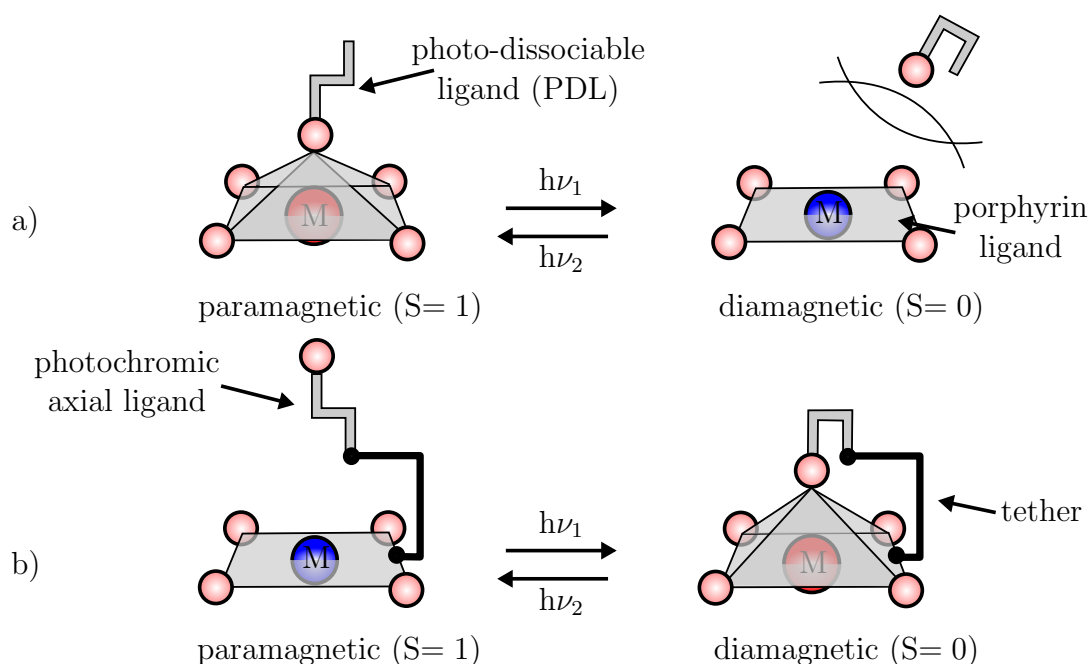 photo-dissociable
ligand (PDL)
a)
M
hν₁
hν₂
M
porphyrin
ligand
paramagnetic (S= 1)
diamagnetic (S= 0)
photochromic
axial ligand
b)
M
hν₁
hν₂
M
tether
paramagnetic (S= 1)
diamagnetic (S= 0)